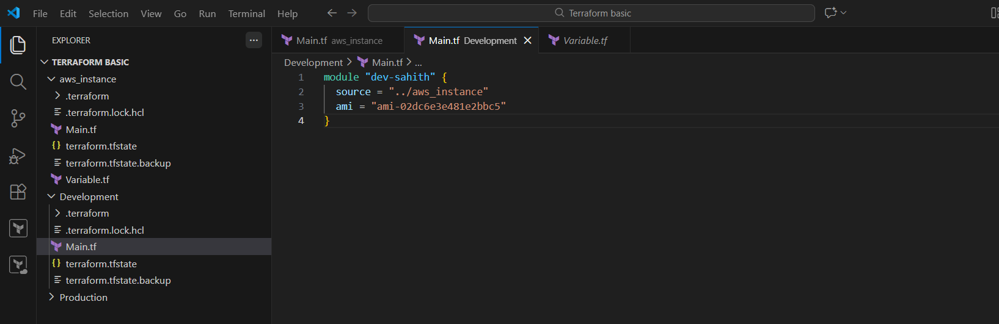 File Edit Selection View Go Run Terminal Help Terraform basic
EXPLORER
TERRAFORM BASIC
aws_instance
.terraform
.terraform.lock.hcl
Main.tf
terraform.tfstate
terraform.tfstate.backup
Variable.tf
Development
.terraform
.terraform.lock.hcl
Main.tf
terraform.tfstate
terraform.tfstate.backup
Production
Main.tf aws_instance Main.tf Development Variable.tf
Development > Main.tf > ...
1 module "dev-sahith" {
2 source = "../aws_instance"
3 ami = "ami-02dc6e3e481e2bbc5"
4 }